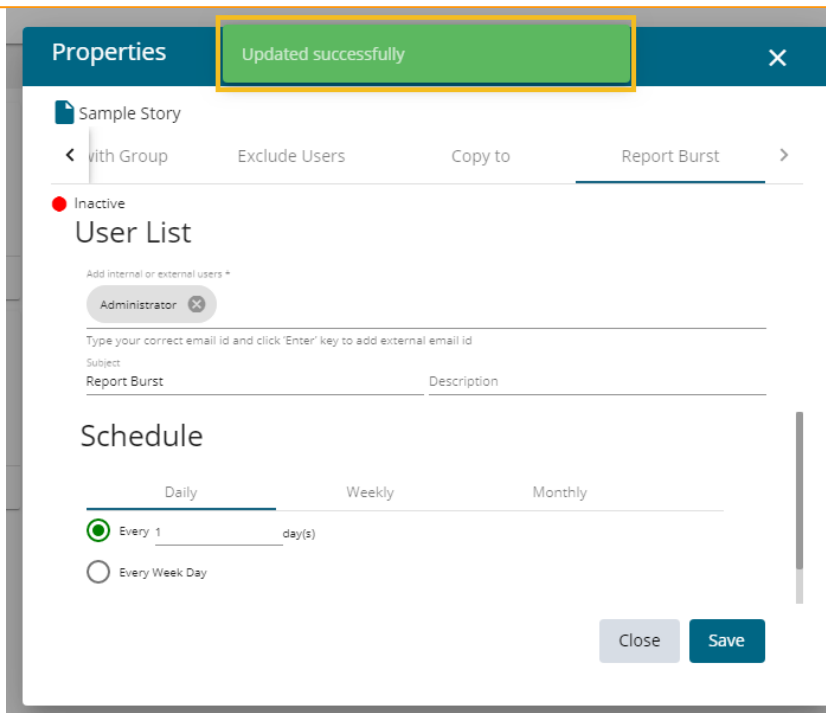 Properties
Updated successfully
Sample Story
with Group Exclude Users Copy to Report Burst
Inactive
User List
Add internal or external users *
Administrator
Type your correct email id and click 'Enter' key to add external email id
Subject
Report Burst Description
Schedule
Daily Weekly Monthly
Every 1 day(s)
Every Week Day
Close Save